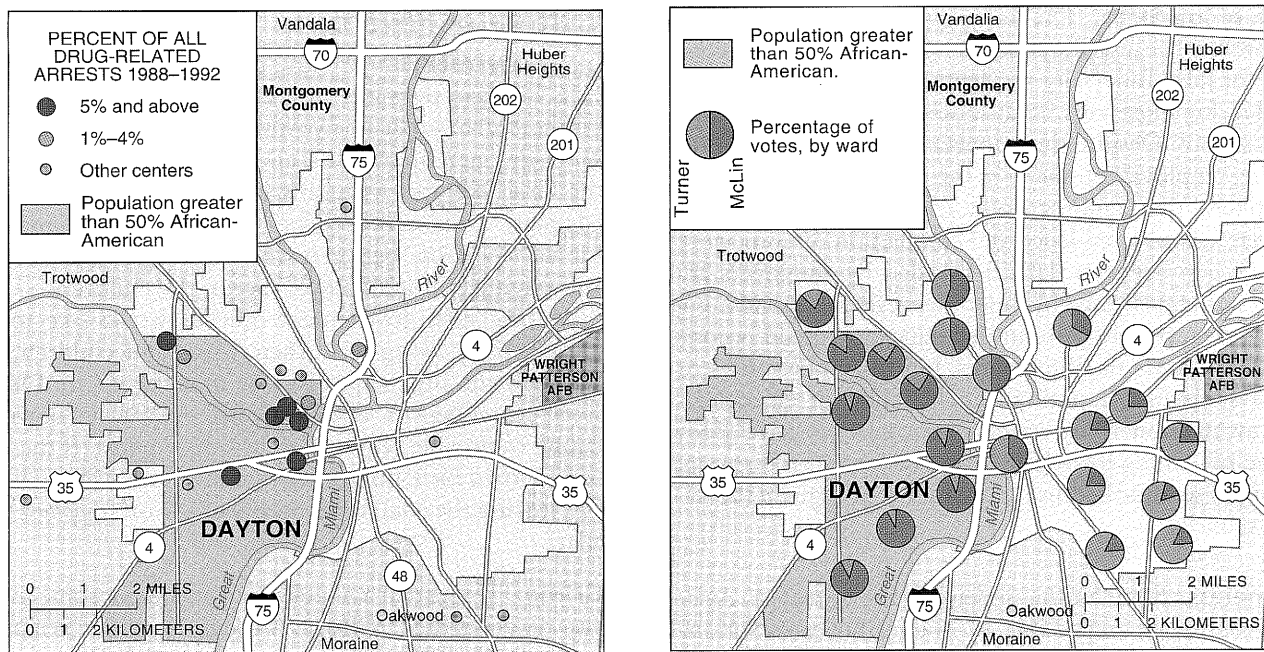 PERCENT OF ALL
DRUG-RELATED
ARRESTS 1988–1992
5% and above
1%–4%
Other centers
Population greater
than 50% African-
American
Vandala
70
Huber
Heights
Montgomery
County
202
201
75
Trotwood
River
4
WRIGHT
PATTERSON
AFB
35
35
DAYTON
Miami
4
Great
48
75
Oakwood
Moraine
0 1 2 MILES
0 1 2 KILOMETERS
Population greater
than 50% African-
American.
Percentage of
votes, by ward
Turner
McLin
Vandalia
70
Huber
Heights
Montgomery
County
202
201
75
Trotwood
River
4
WRIGHT
PATTERSON
AFB
35
35
DAYTON
Miami
4
Great
75
Oakwood
Moraine
0 1 2 MILES
0 1 2 KILOMETERS